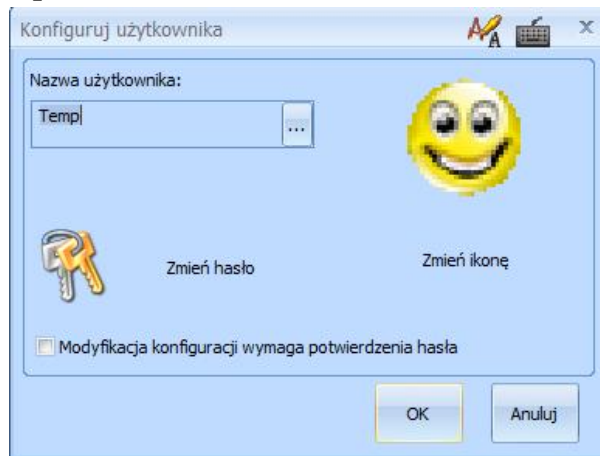 Konfiguruj użytkownika
Nazwa użytkownika:
Temp
...
Zmień hasło
Zmień ikonę
Modyfikacja konfiguracji wymaga potwierdzenia hasła
OK
Anuluj